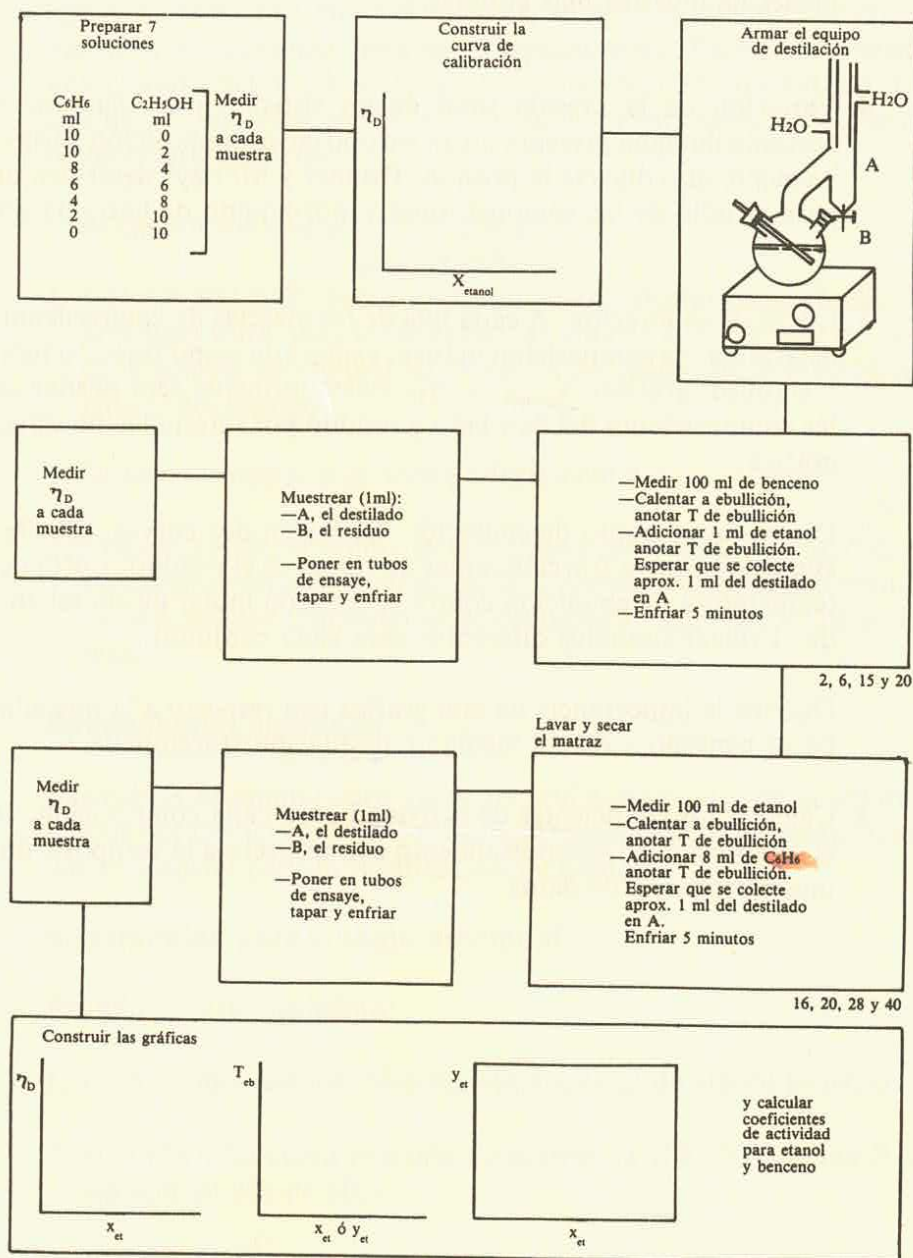 Preparar 7
soluciones
C6H6 C2H5OH
ml ml
10 0
10 2
8 4
6 6
4 8
2 10
0 10
Medir
ηD
a cada
muestra
Construir la
curva de
calibración
ηD
Xetanol
Armar el equipo
de destilación
H2O
H2O
A
B
—Medir 100 ml de benceno
—Calentar a ebullición,
anotar T de ebullición
—Adicionar 1 ml de etanol
anotar T de ebullición.
Esperar que se colecte
aprox. 1 ml del destilado
en A
—Enfriar 5 minutos
2, 6, 15 y 20
Muestrear (1ml):
—A, el destilado
—B, el residuo
—Poner en tubos
de ensaye,
tapar y enfriar
Medir
ηD
a cada
muestra
Lavar y secar
el matraz
—Medir 100 ml de etanol
—Calentar a ebullición,
anotar T de ebullición
—Adicionar 8 ml de C6H6
anotar T de ebullición.
Esperar que se colecte
aprox. 1 ml del destilado
en A.
Enfriar 5 minutos
16, 20, 28 y 40
Muestrear (1ml)
—A, el destilado
—B, el residuo
—Poner en tubos
de ensaye,
tapar y enfriar
Medir
ηD
a cada
muestra
Construir las gráficas
ηD
xet
Teb
xet ó yet
yet
xet
y calcular
coeficientes
de actividad
para etanol
y benceno